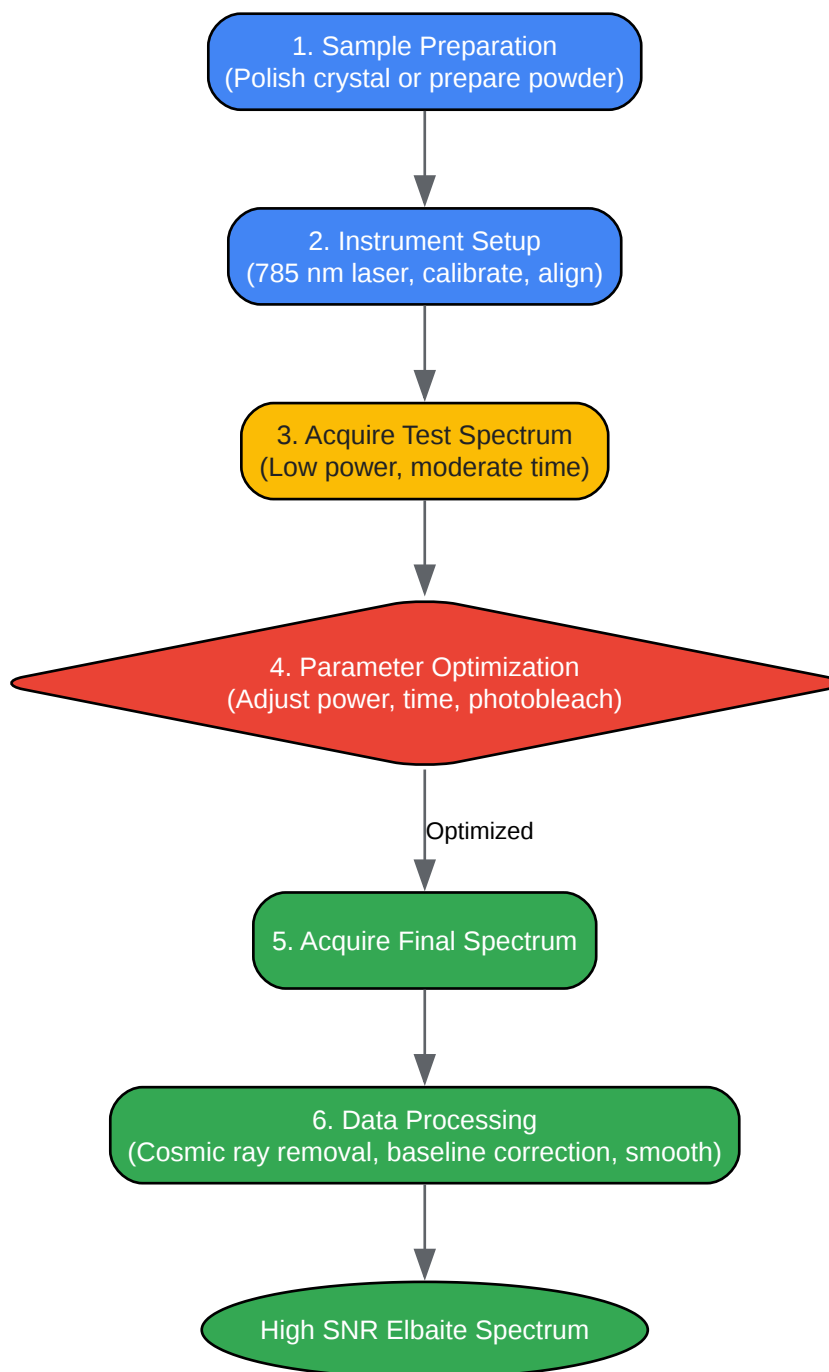 1. Sample Preparation
(Polish crystal or prepare powder)
2. Instrument Setup
(785 nm laser, calibrate, align)
3. Acquire Test Spectrum
(Low power, moderate time)
4. Parameter Optimization
(Adjust power, time, photobleach)
Optimized
5. Acquire Final Spectrum
6. Data Processing
(Cosmic ray removal, baseline correction, smooth)
High SNR Elbaite Spectrum